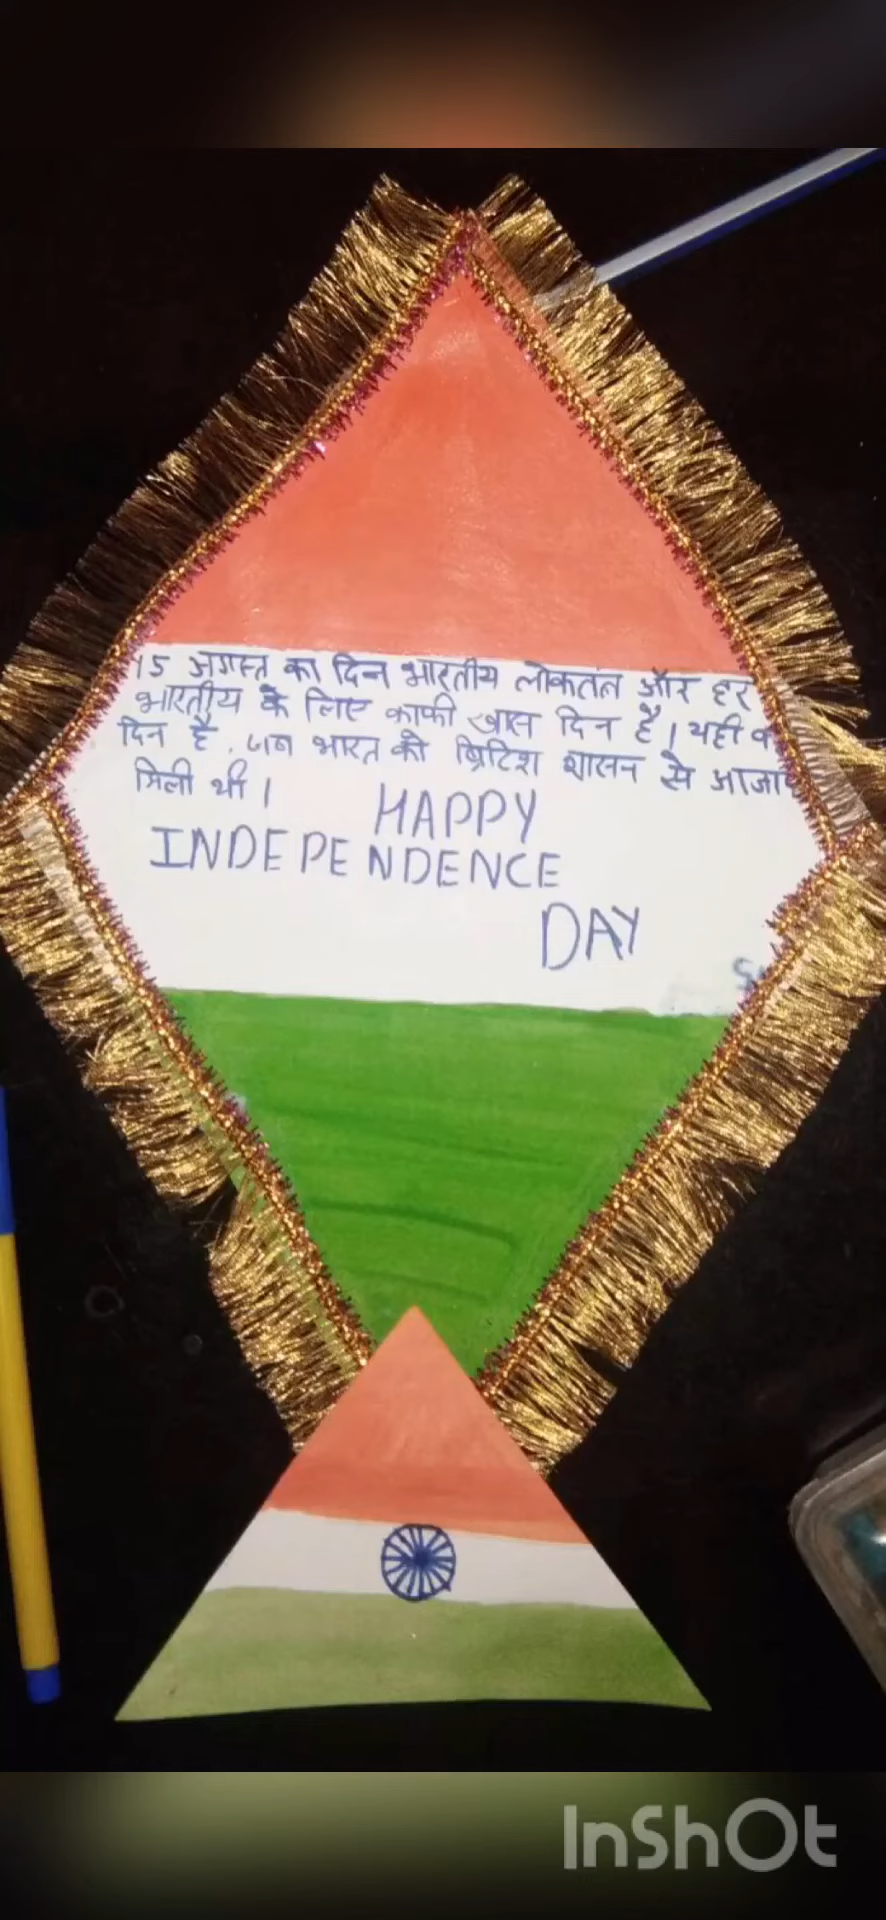 15 अगस्त का दिन भारतीय लोकतंत और हर
भारतीय के लिए काफी खास दिन है। यही
दिन है, जब भारत को ब्रिटिश शासन से
मिली थी।
HAPPY
INDEPENDENCE
DAY
InShOt